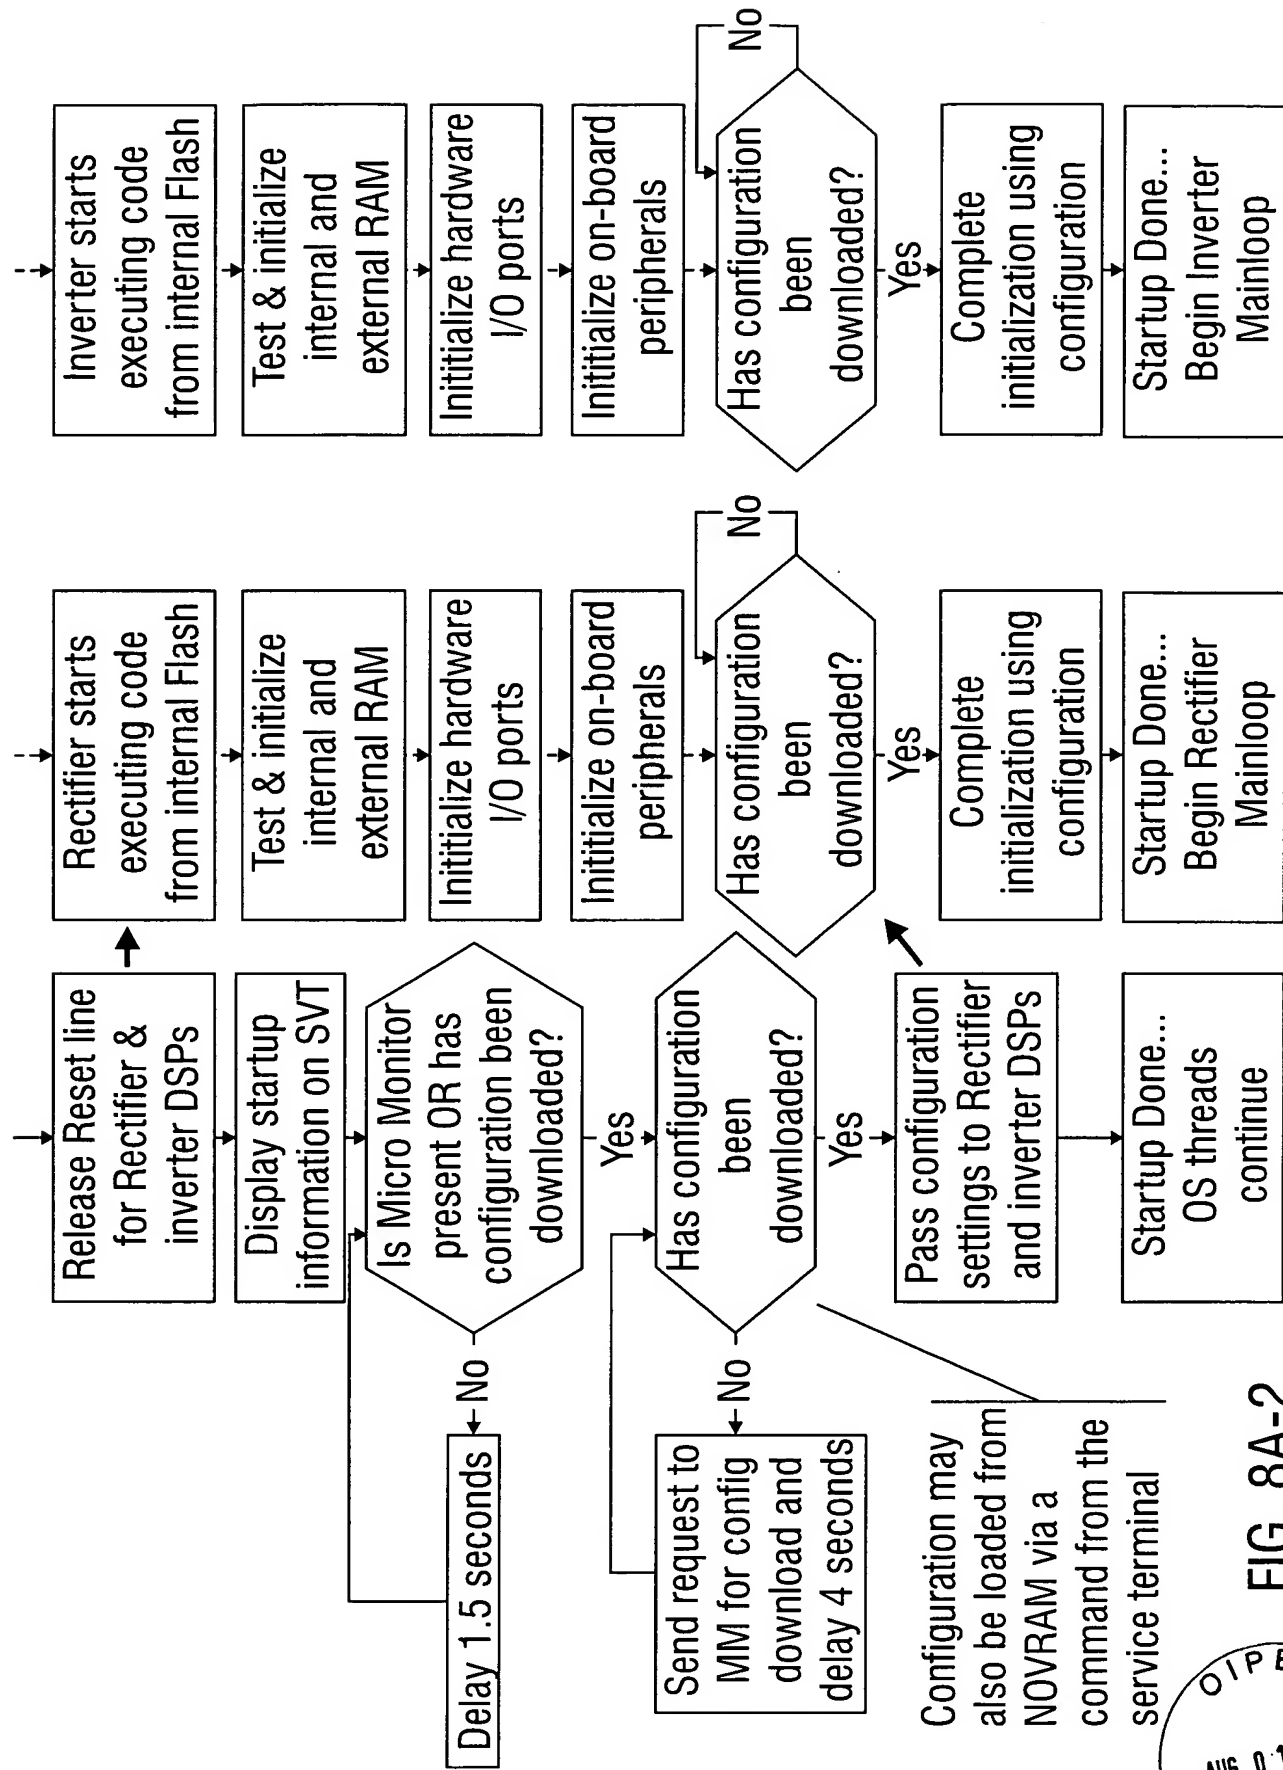 Release Reset line
for Rectifier &
inverter DSPs
Display startup
information on SVT
Is Micro Monitor
present OR has
configuration been
downloaded?
No
Delay 1.5 seconds
Yes
Has configuration
been
downloaded?
No
Send request to
MM for config
download and
delay 4 seconds
Yes
Configuration may
also be loaded from
NOVRAM via a
command from the
service terminal
Pass configuration
settings to Rectifier
and inverter DSPs
Startup Done...
OS threads
continue
Rectifier starts
executing code
from internal Flash
Test & initialize
internal and
external RAM
Inititialize hardware
I/O ports
Inititialize on-board
peripherals
Has configuration
been
downloaded?
No
Yes
Complete
initialization using
configuration
Startup Done...
Begin Rectifier
Mainloop
Inverter starts
executing code
from internal Flash
Test & initialize
internal and
external RAM
Inititialize hardware
I/O ports
Inititialize on-board
peripherals
Has configuration
been
downloaded?
No
Yes
Complete
initialization using
configuration
Startup Done...
Begin Inverter
Mainloop
FIG. 8A-2
OIPE
AUG 0 1